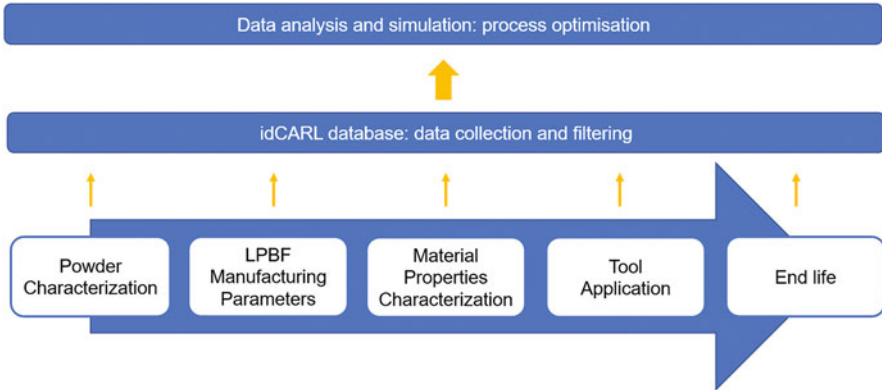 Data analysis and simulation: process optimisation
idCARL database: data collection and filtering
Powder
Characterization
LPBF
Manufacturing
Parameters
Material
Properties
Characterization
Tool
Application
End life